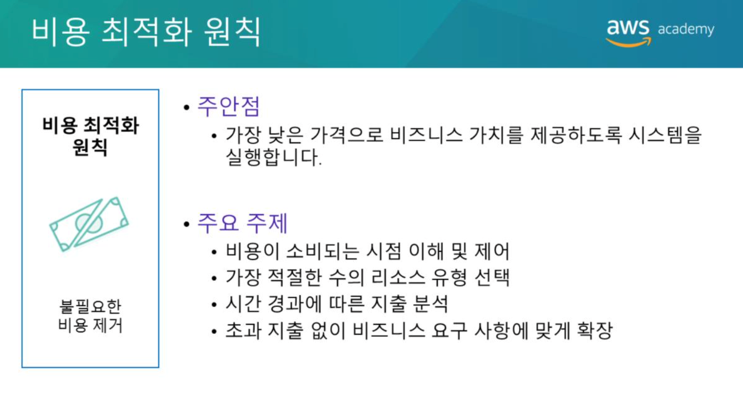 비용 최적화 원칙
aws academy
비용 최적화
원칙
불필요한
비용 제거
• 주안점
• 가장 낮은 가격으로 비즈니스 가치를 제공하도록 시스템을
실행합니다.
• 주요 주제
• 비용이 소비되는 시점 이해 및 제어
• 가장 적절한 수의 리소스 유형 선택
• 시간 경과에 따른 지출 분석
• 초과 지출 없이 비즈니스 요구 사항에 맞게 확장